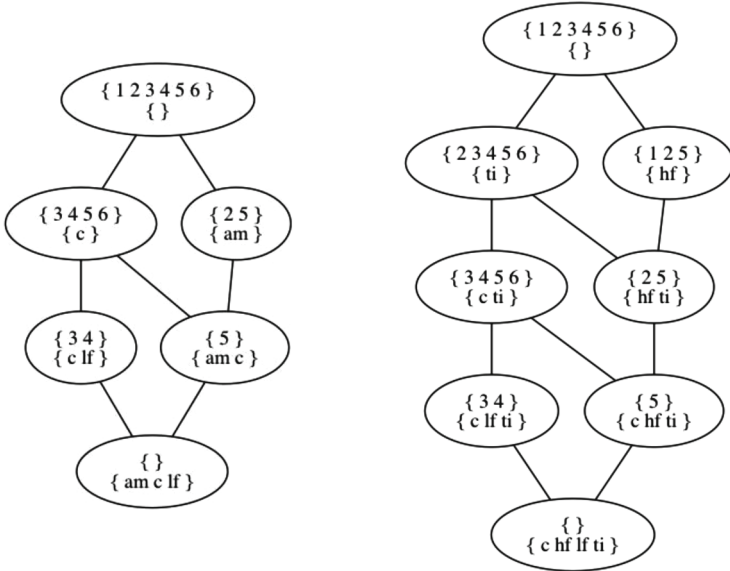 { 1 2 3 4 5 6 }
{ }
{ 3 4 5 6 }
{ c }
{ 2 5 }
{ am }
{ 3 4 }
{ c lf }
{ 5 }
{ am c }
{ }
{ am c lf }
{ 1 2 3 4 5 6 }
{ }
{ 2 3 4 5 6 }
{ ti }
{ 1 2 5 }
{ hf }
{ 3 4 5 6 }
{ c ti }
{ 2 5 }
{ hf ti }
{ 3 4 }
{ c lf ti }
{ 5 }
{ c hf ti }
{ }
{ c hf lf ti }